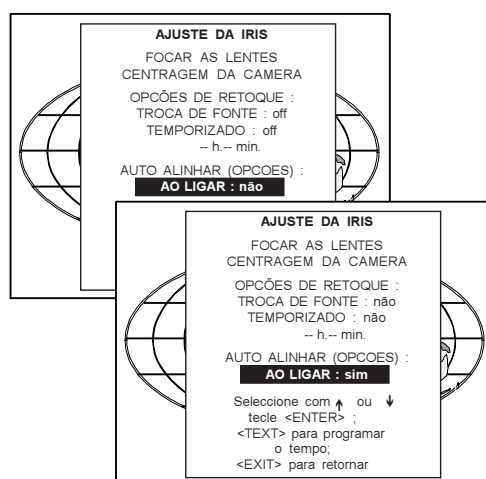 AJUSTE DA IRIS
FOCAR AS LENTES
CENTRAGEM DA CAMERA
OPCÕES DE RETOQUE :
TROCA DE FONTE : off
TEMPORIZADO : off
-- h.-- min.
AUTO ALINHAR (OPCOES) :
AO LIGAR : não
AJUSTE DA IRIS
FOCAR AS LENTES
CENTRAGEM DA CAMERA
OPCÕES DE RETOQUE :
TROCA DE FONTE : não
TEMPORIZADO : não
-- h.-- min.
AUTO ALINHAR (OPCOES) :
AO LIGAR : sim
Seleccione com ↑ ou ↓
tecle <ENTER> ;
<TEXT> para programar
o tempo;
<EXIT> para retornar